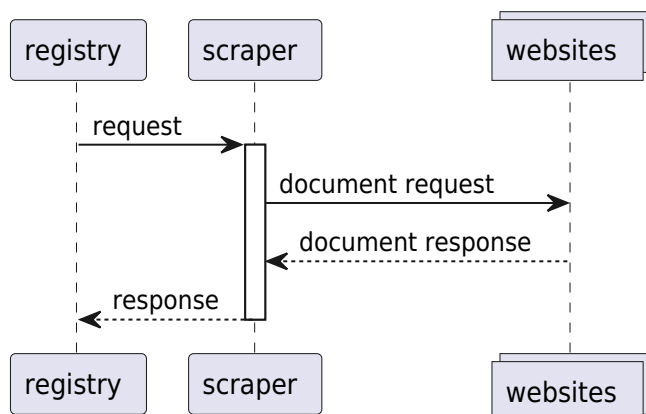 registry
scraper
websites
request
document request
document response
response
registry
scraper
websites